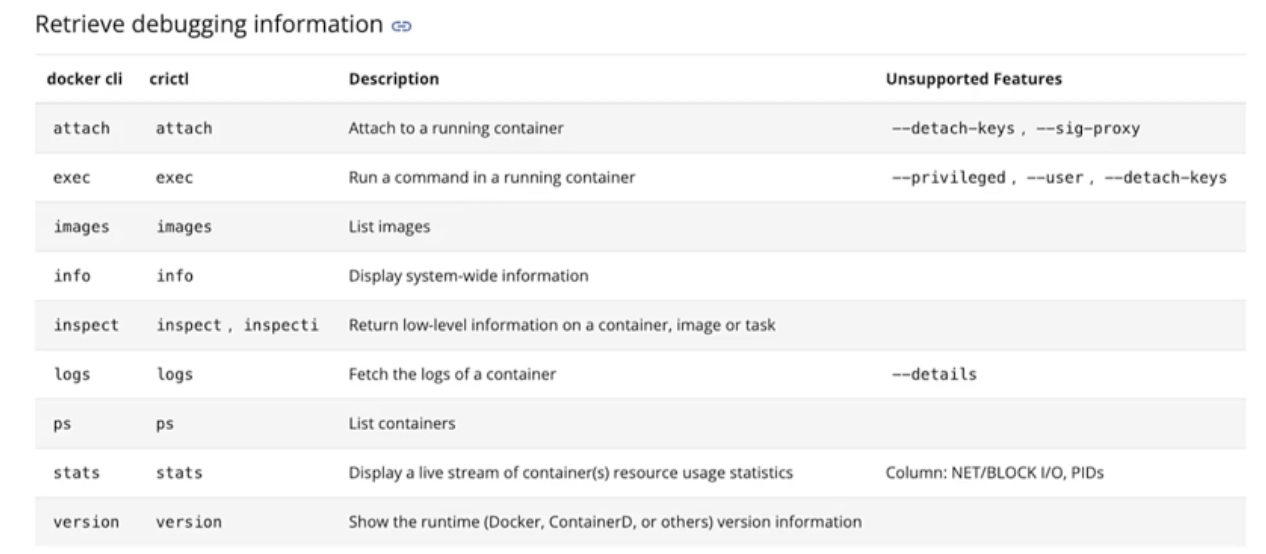 Retrieve debugging information
docker cli crictl Description Unsupported Features
attach attach Attach to a running container --detach-keys , --sig-proxy
exec exec Run a command in a running container --privileged , --user , --detach-keys
images images List images
info info Display system-wide information
inspect inspect , inspecti Return low-level information on a container, image or task
logs logs Fetch the logs of a container --details
ps ps List containers
stats stats Display a live stream of container(s) resource usage statistics Column: NET/BLOCK I/O, PIDs
version version Show the runtime (Docker, ContainerD, or others) version information